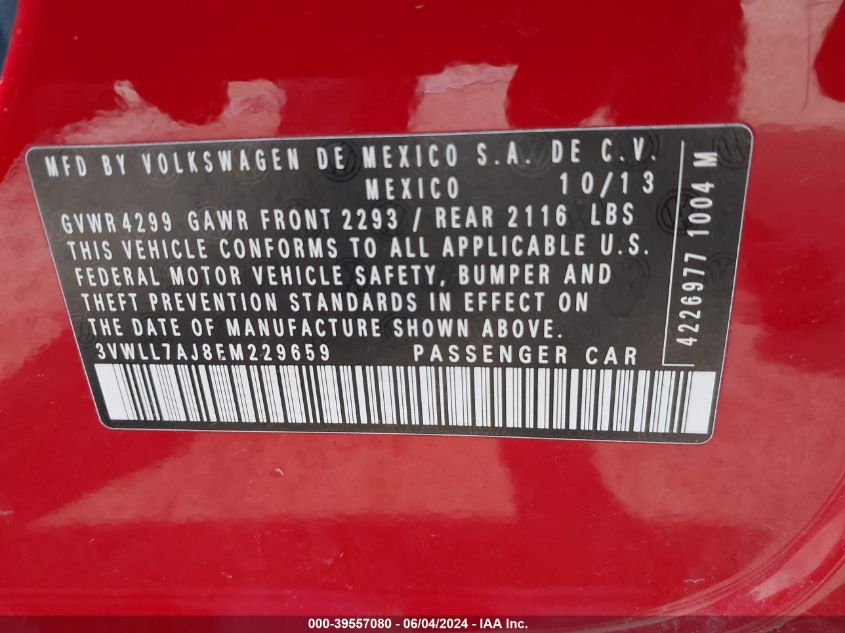 MFD BY VOLKSWAGEN DE MEXICO S.A. DE C.V.
MEXICO 10/13
GVWR 4299 GAWR FRONT 2293 / REAR 2116 LBS
THIS VEHICLE CONFORMS TO ALL APPLICABLE U.S.
FEDERAL MOTOR VEHICLE SAFETY, BUMPER AND
THEFT PREVENTION STANDARDS IN EFFECT ON
THE DATE OF MANUFACTURE SHOWN ABOVE.
3VWLL7AJ8EM229659 PASSENGER CAR
4226977 1004 M
000-39557080 - 06/04/2024 - IAA Inc.